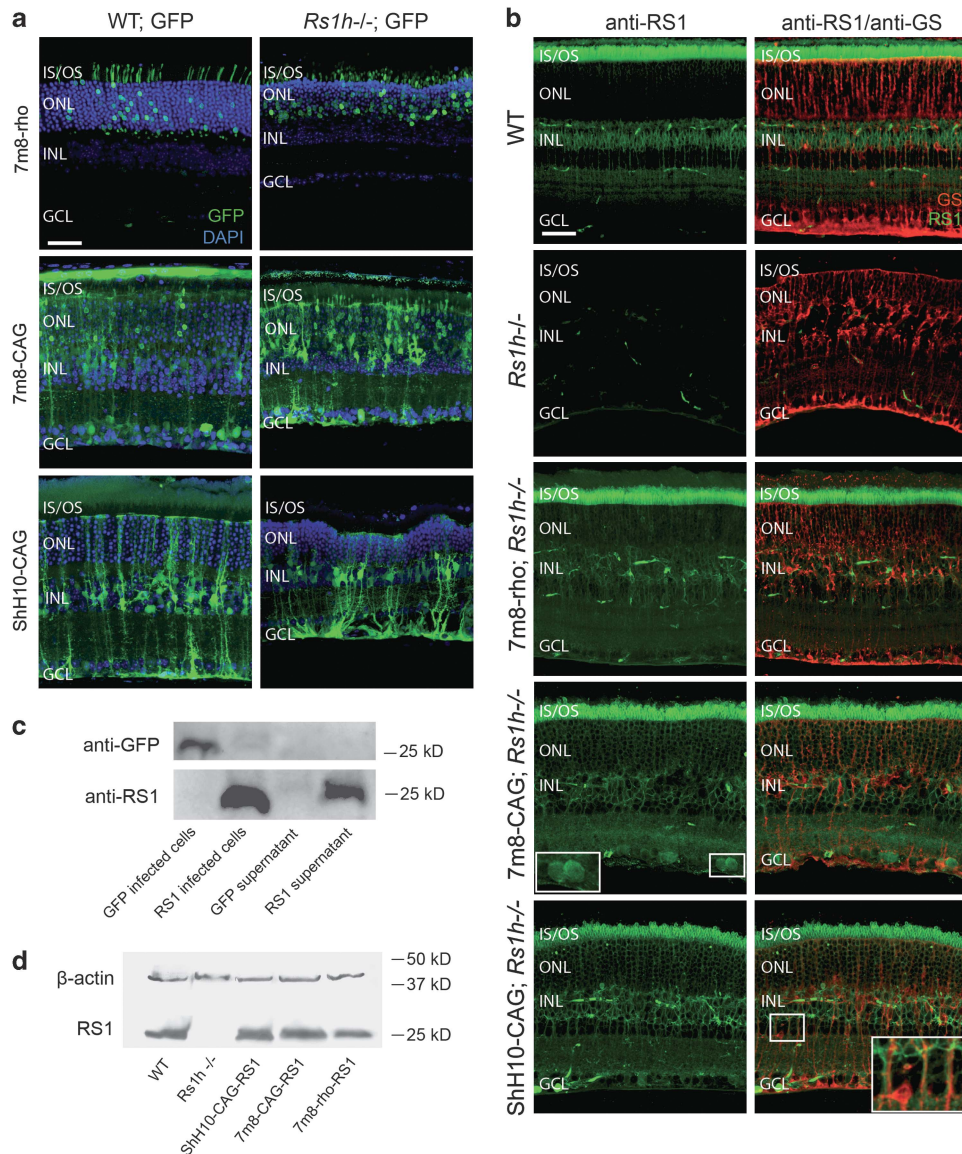 a
WT; GFP
Rs1h-/-; GFP
7m8-rho
IS/OS
ONL
INL
GCL
GFP
DAPI
IS/OS
ONL
INL
GCL
7m8-CAG
IS/OS
ONL
INL
GCL
IS/OS
ONL
INL
GCL
ShH10-CAG
IS/OS
ONL
INL
GCL
IS/OS
ONL
INL
GCL
b
anti-RS1
anti-RS1/anti-GS
WT
IS/OS
ONL
INL
GCL
IS/OS
ONL
INL
GCL
GS
RS1
Rs1h-/-
IS/OS
ONL
INL
GCL
IS/OS
ONL
INL
GCL
7m8-rho; Rs1h-/-
IS/OS
ONL
INL
GCL
IS/OS
ONL
INL
GCL
7m8-CAG; Rs1h-/-
IS/OS
ONL
INL
IS/OS
ONL
INL
GCL
ShH10-CAG; Rs1h-/-
IS/OS
ONL
INL
GCL
IS/OS
ONL
INL
GCL
c
anti-GFP
25 kD
anti-RS1
25 kD
GFP infected cells
RS1 infected cells
GFP supernatant
RS1 supernatant
d
β-actin
50 kD
37 kD
RS1
25 kD
WT
Rs1h -/-
ShH10-CAG-RS1
7m8-CAG-RS1
7m8-rho-RS1